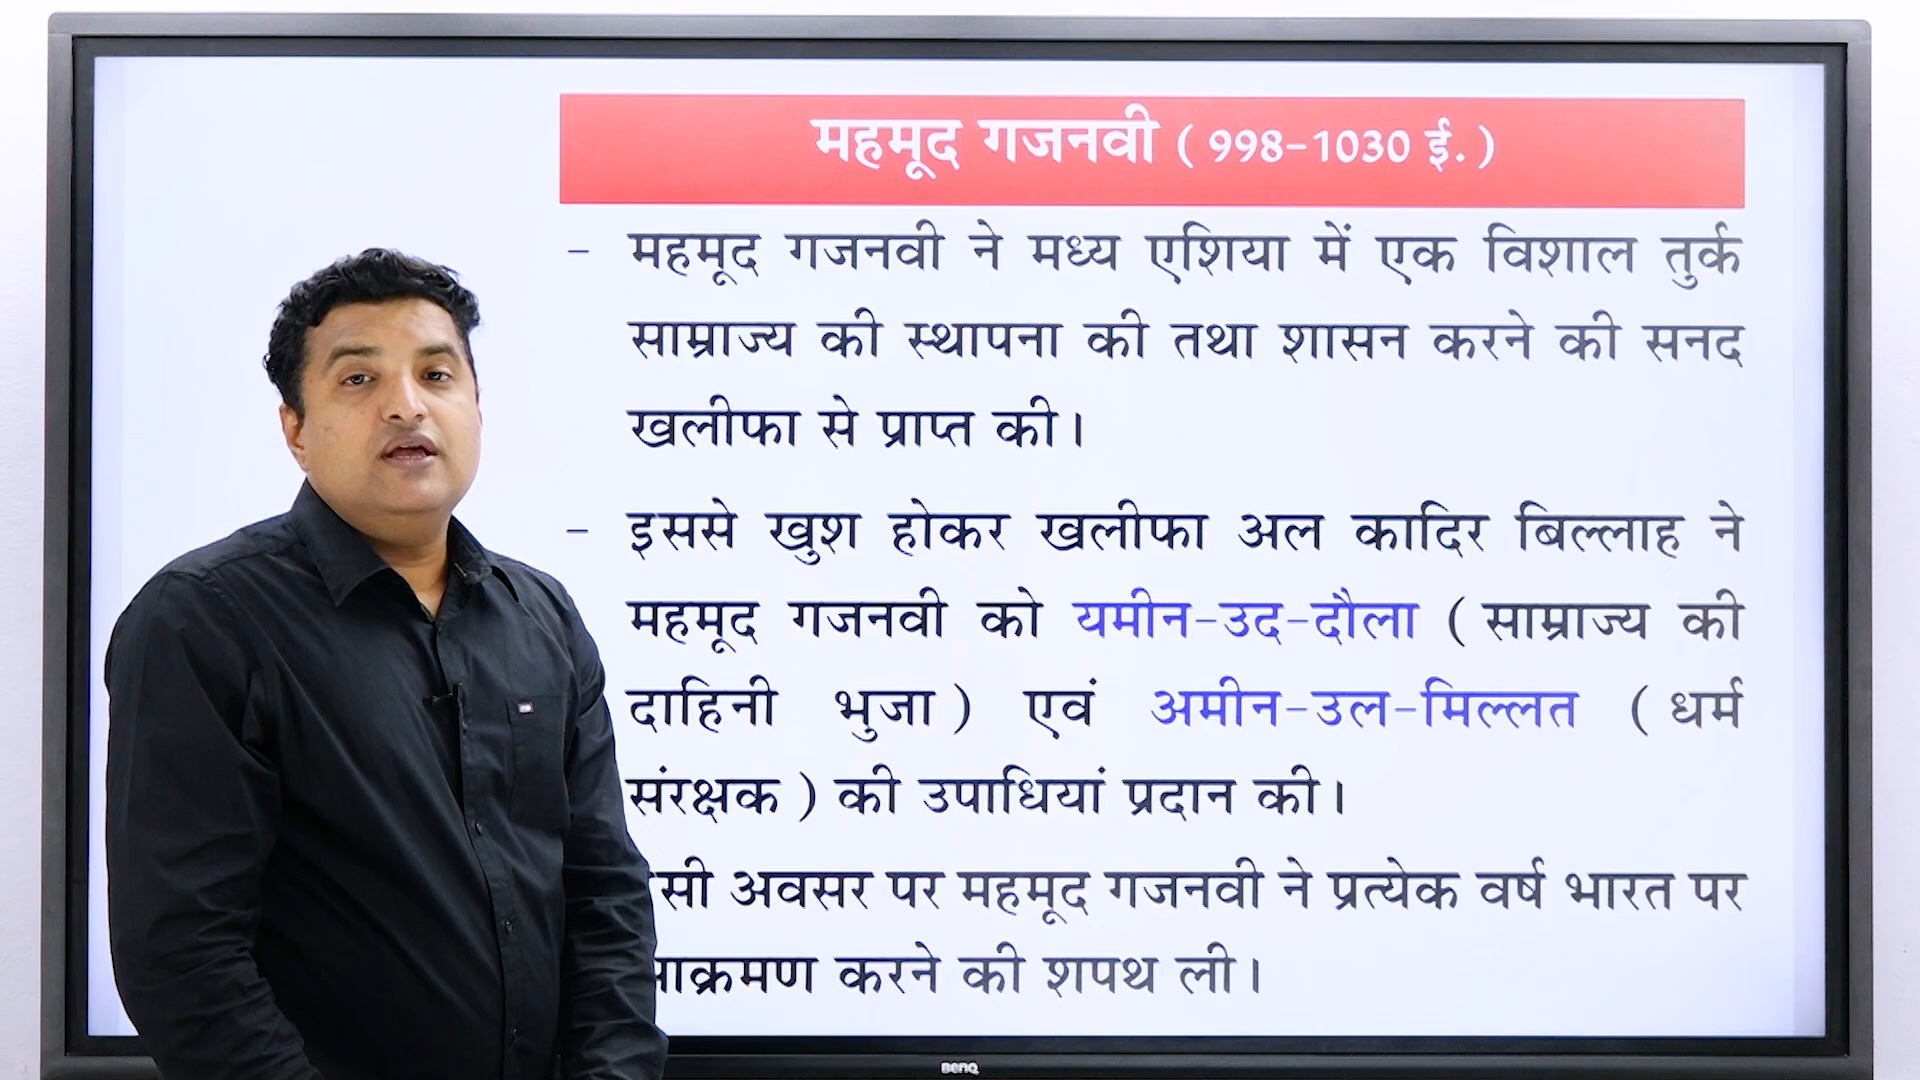 महमूद गजनवी ( 998-1030 ई. )
- महमूद गजनवी ने मध्य एशिया में एक विशाल तुर्क
साम्राज्य की स्थापना की तथा शासन करने की सनद
खलीफा से प्राप्त की।
- इससे खुश होकर खलीफा अल कादिर बिल्लाह ने
महमूद गजनवी को यमीन-उद-दौला ( साम्राज्य की
दाहिनी भुजा ) एवं अमीन-उल-मिल्लत ( धर्म
संरक्षक ) की उपाधियां प्रदान की।
अवसर पर महमूद गजनवी ने प्रत्येक वर्ष भारत पर
करने की शपथ ली।
BenQ